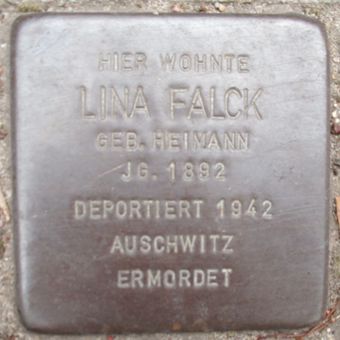 HIER WOHNTE
LINA FALCK
GEB. HEIMANN
JG. 1892
DEPORTIERT 1942
AUSCHWITZ
ERMORDET